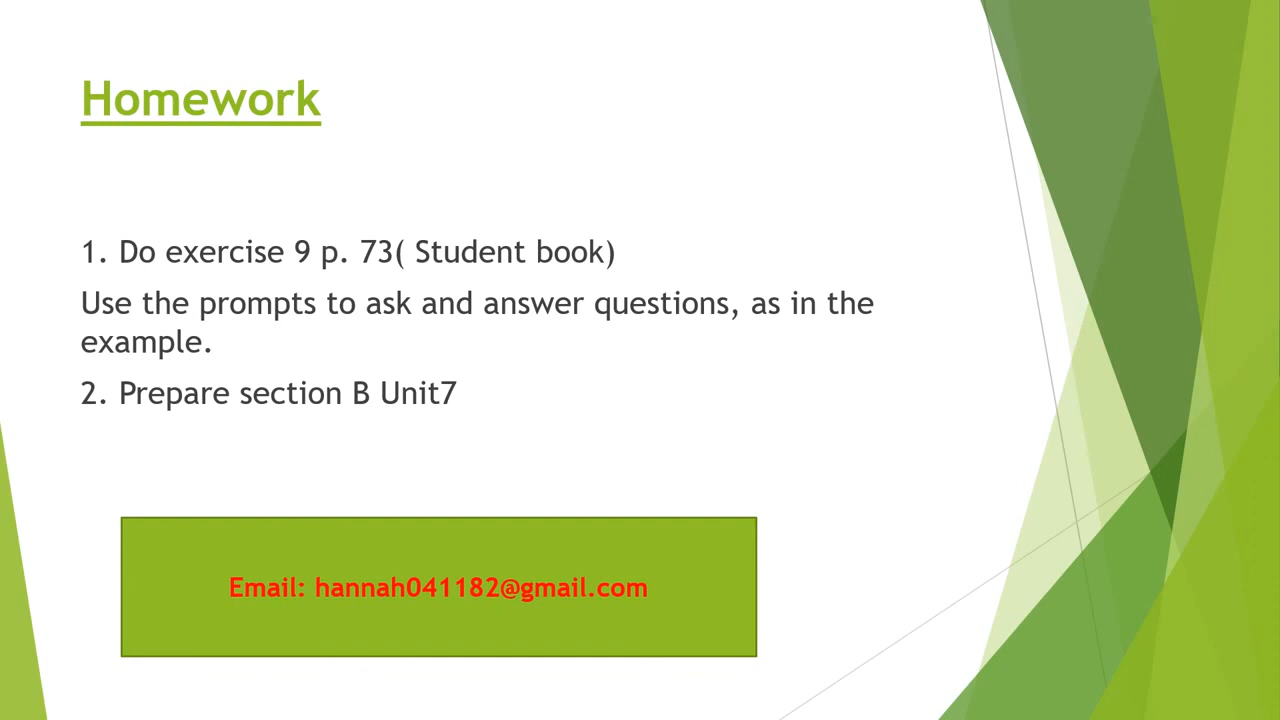 Homework
1. Do exercise 9 p. 73( Student book)
Use the prompts to ask and answer questions, as in the
example.
2. Prepare section B Unit7
Email: hannah041182@gmail.com